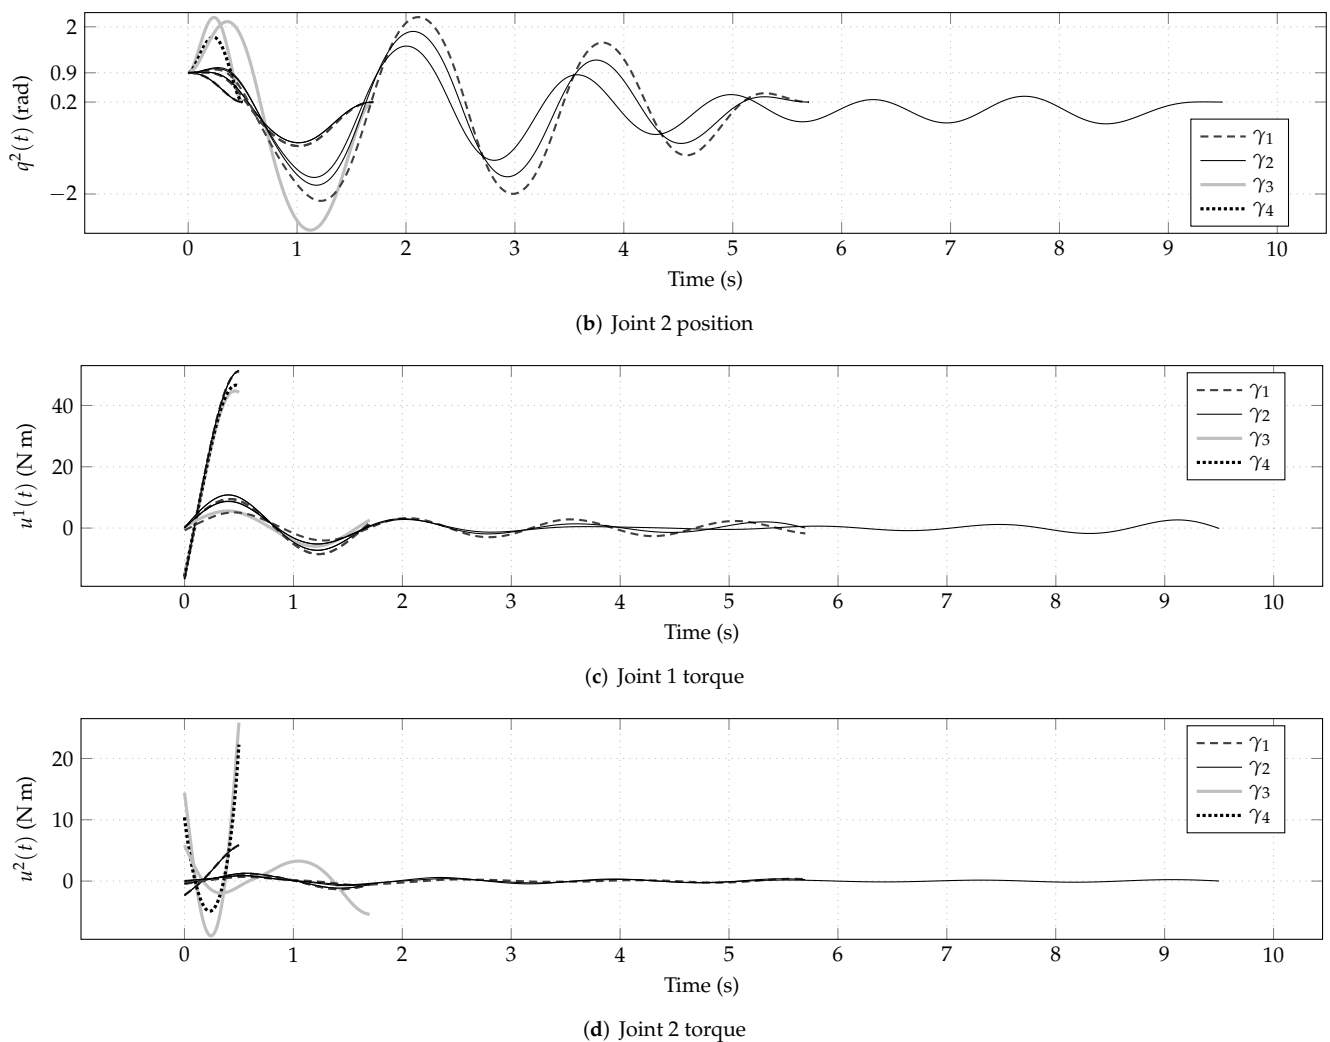 2
0.9
0.2
−2
q²(t) (rad)
γ1
γ2
γ3
γ4
0 1 2 3 4 5 6 7 8 9 10
Time (s)
(b) Joint 2 position
40
20
0
u¹(t) (N m)
γ1
γ2
γ3
γ4
0 1 2 3 4 5 6 7 8 9 10
Time (s)
(c) Joint 1 torque
20
10
0
u²(t) (N m)
γ1
γ2
γ3
γ4
0 1 2 3 4 5 6 7 8 9 10
Time (s)
(d) Joint 2 torque